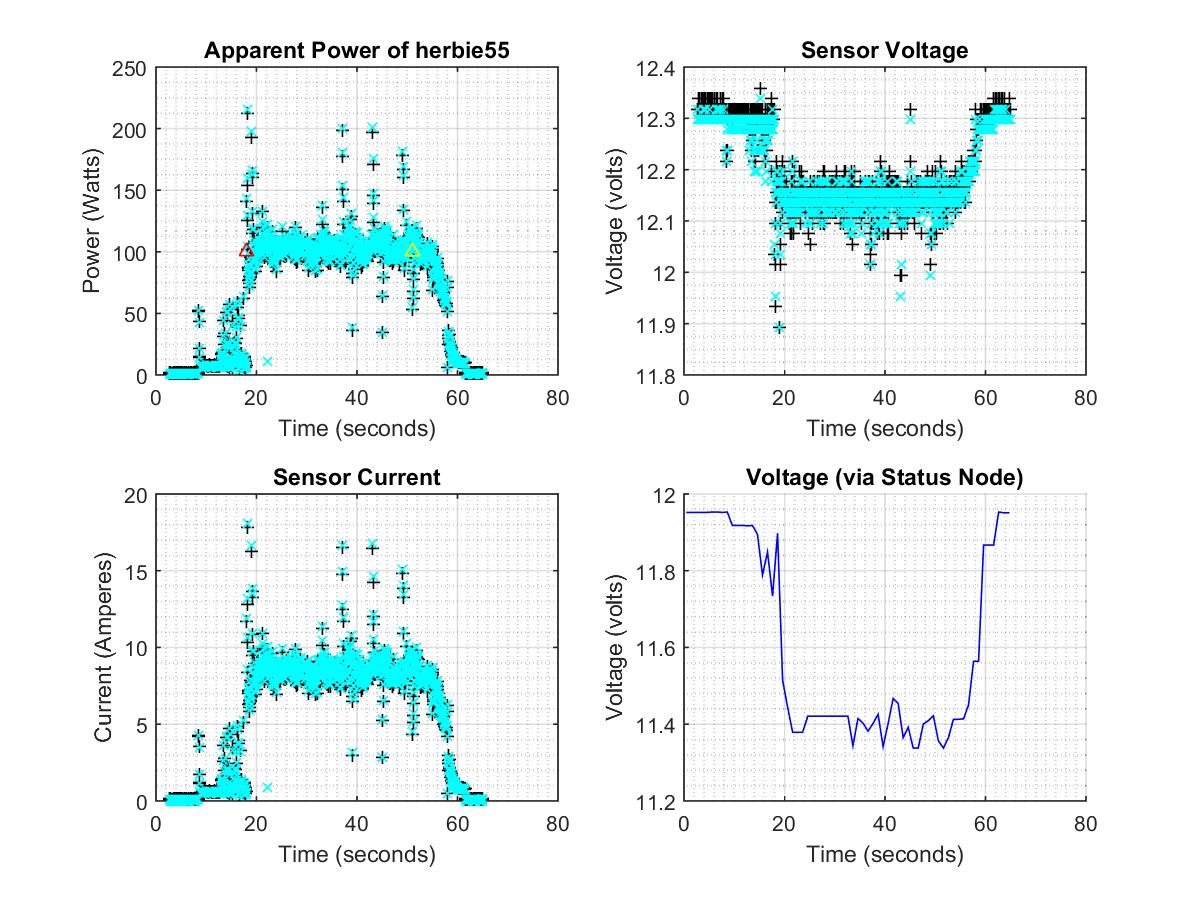 Apparent Power of herbie55
250
200
150
100
50
0
Power (Watts)
0 20 40 60 80
Time (seconds)
Sensor Voltage
12.4
12.3
12.2
12.1
12
11.9
11.8
Voltage (volts)
0 20 40 60 80
Time (seconds)
Sensor Current
20
15
10
5
0
Current (Amperes)
0 20 40 60 80
Time (seconds)
Voltage (via Status Node)
12
11.8
11.6
11.4
11.2
Voltage (volts)
0 20 40 60 80
Time (seconds)